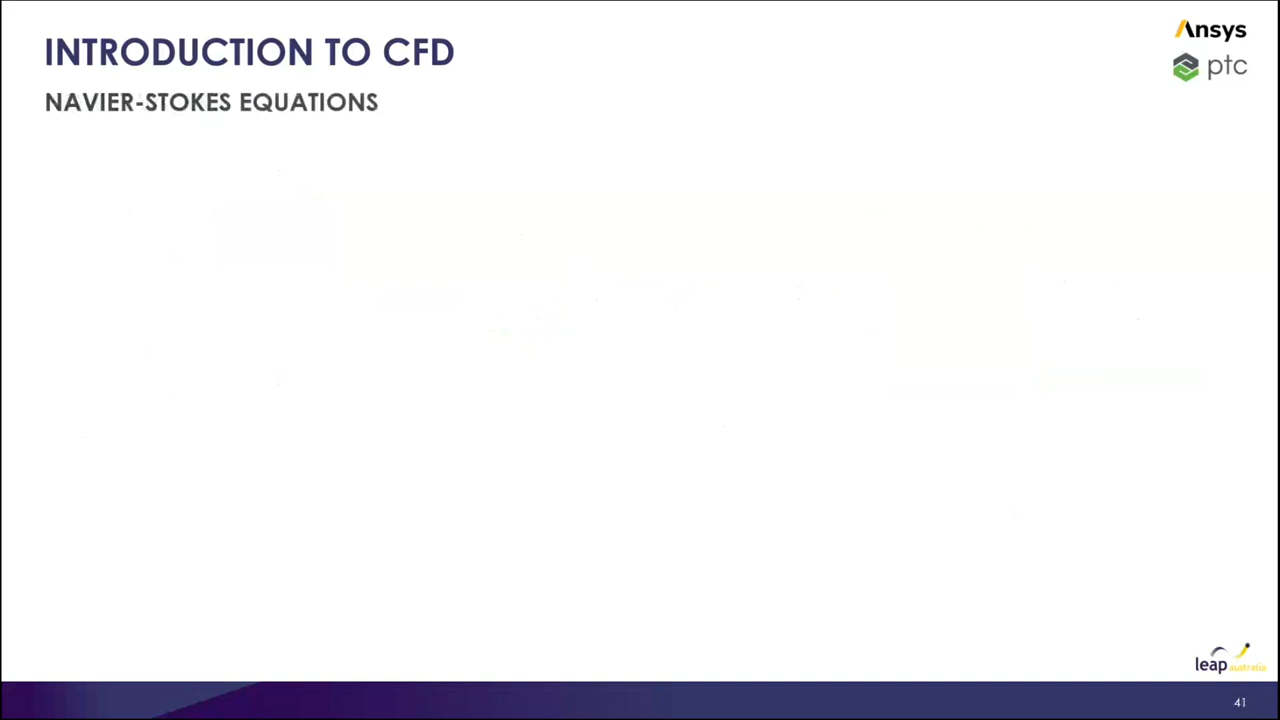 INTRODUCTION TO CFD
NAVIER-STOKES EQUATIONS
Ansys
ptc
leap australia
41